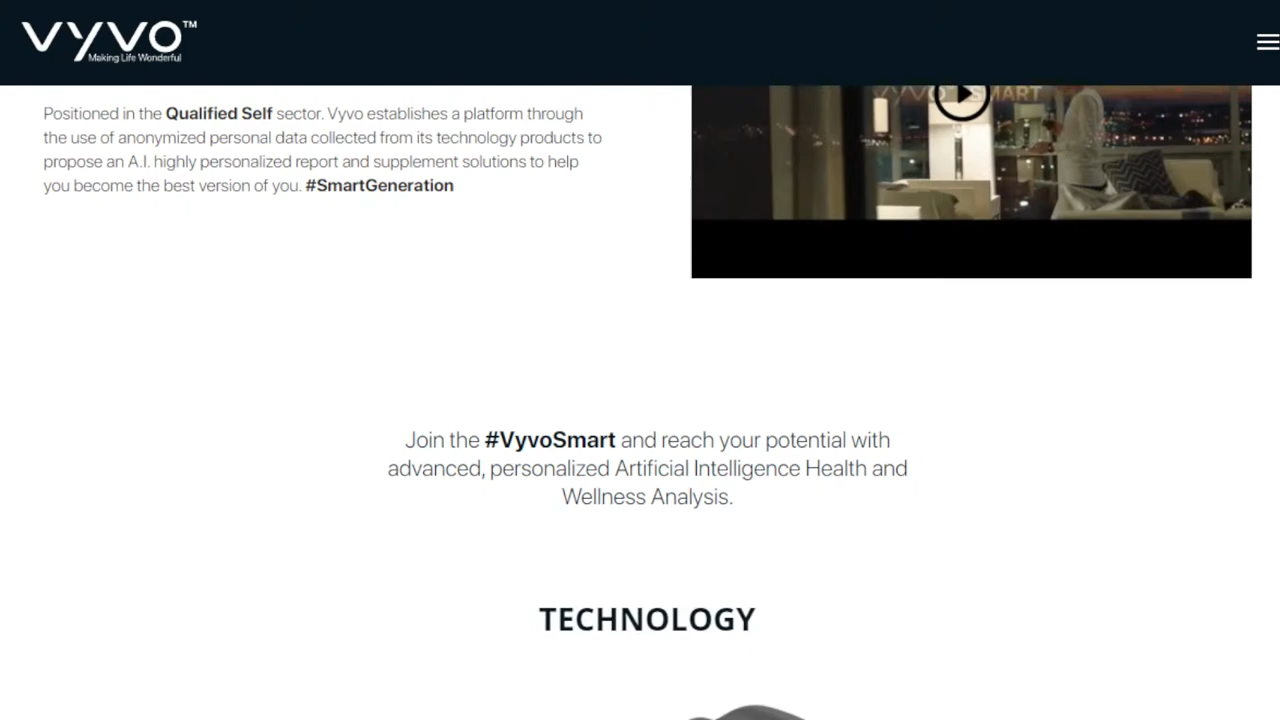 VYVO™
Making Life Wonderful
Positioned in the Qualified Self sector. Vyvo establishes a platform through
the use of anonymized personal data collected from its technology products to
propose an A.I. highly personalized report and supplement solutions to help
you become the best version of you. #SmartGeneration
VYVO SMART
Join the #VyvoSmart and reach your potential with
advanced, personalized Artificial Intelligence Health and
Wellness Analysis.
TECHNOLOGY